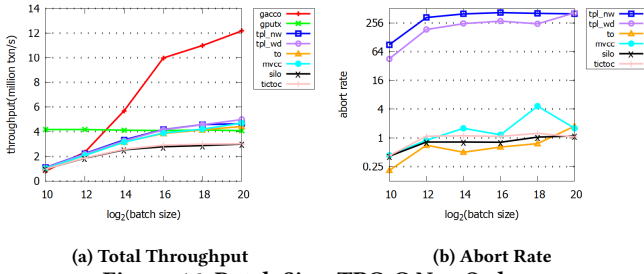 throughput(million txn/s)
14
12
10
8
6
4
2
0
10 12 14 16 18 20
log2(batch size)
gacco
gputx
tpl_nw
tpl_wd
to
mvcc
silo
tictoc
(a) Total Throughput
abort rate
256
64
16
4
1
0.25
10 12 14 16 18 20
log2(batch size)
tpl_nw
tpl_wd
to
mvcc
silo
tictoc
(b) Abort Rate